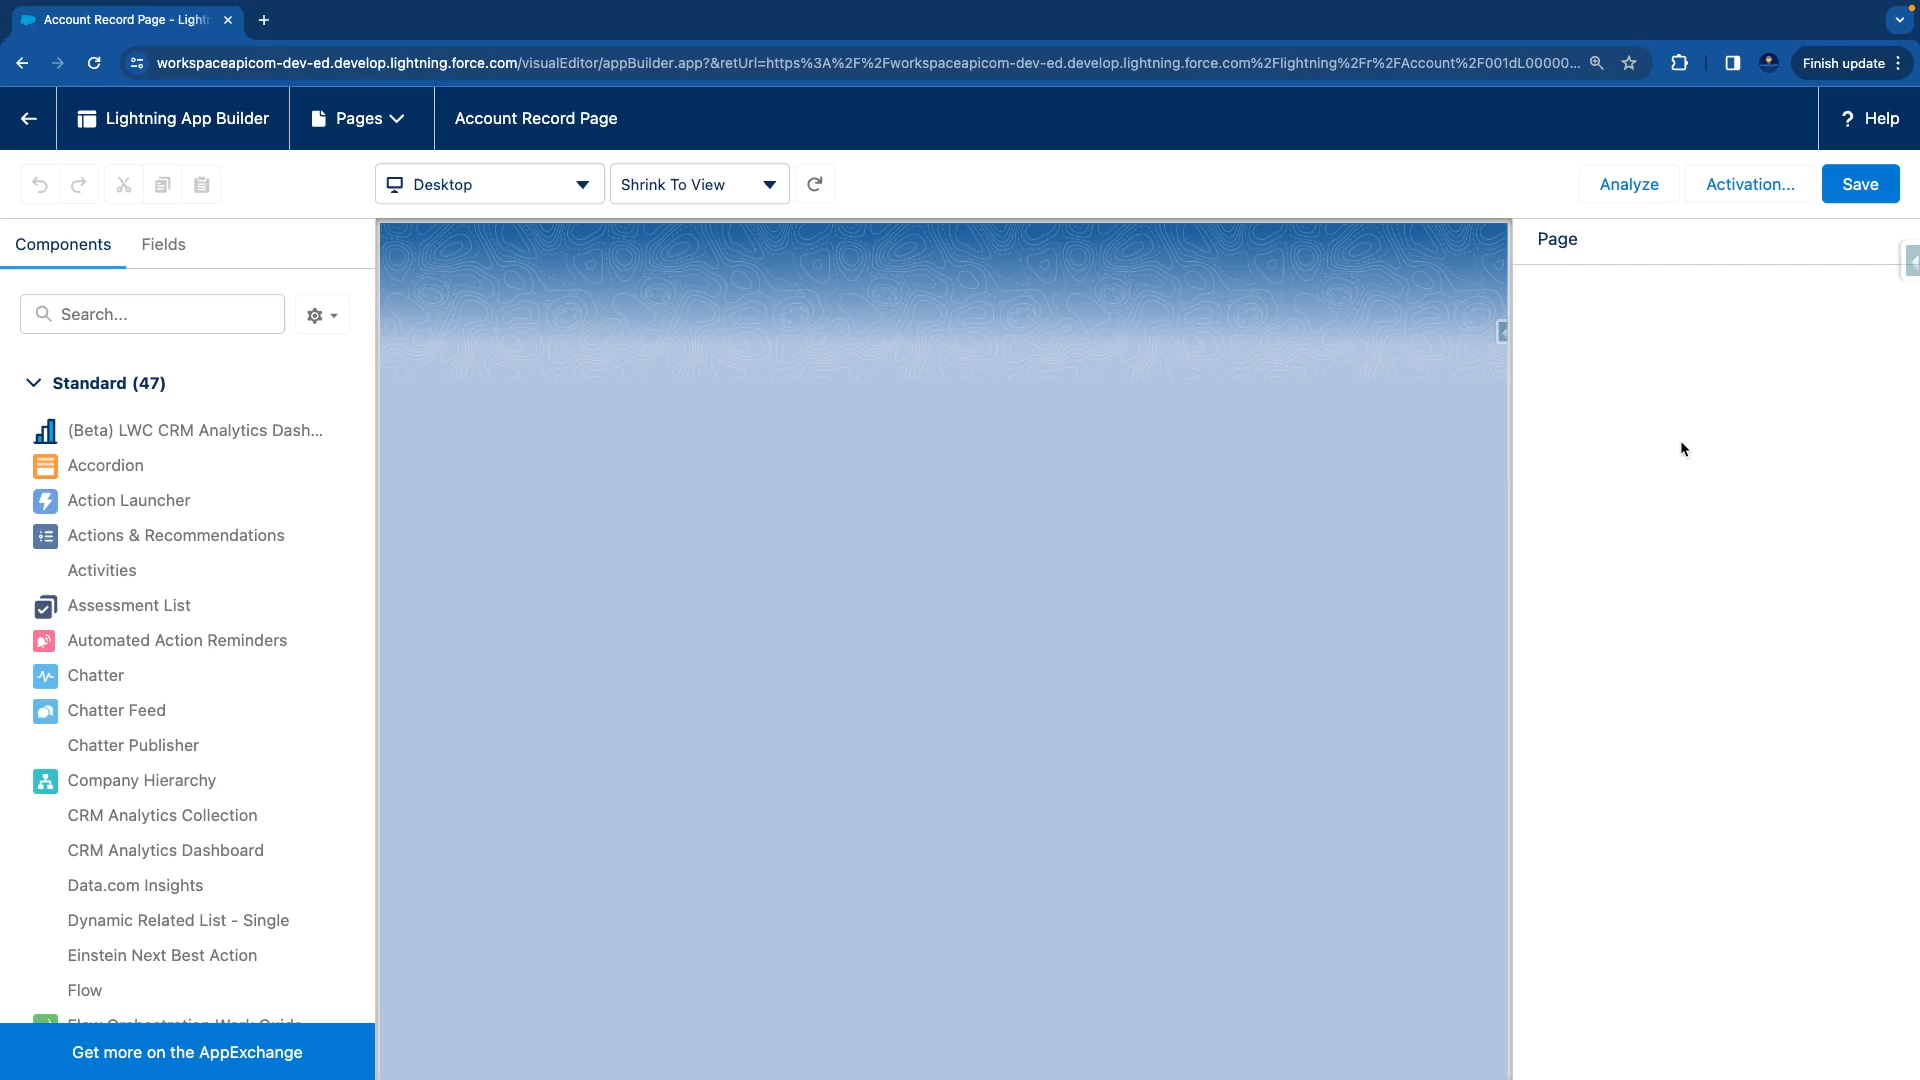 Account Record Page - Light
workspaceapicom-dev-ed.develop.lightning.force.com/visualEditor/appBuilder.app?&retUrl=https%3A%2F%2Fworkspaceapicom-dev-ed.develop.lightning.force.com%2Flightning%2Fr%2FAccount%2F001dL00000...
Finish update
Lightning App Builder
Pages
Account Record Page
? Help
Desktop
Shrink To View
Analyze
Activation...
Save
Components
Fields
Page
Search...
Standard (47)
(Beta) LWC CRM Analytics Dash...
Accordion
Action Launcher
Actions & Recommendations
Activities
Assessment List
Automated Action Reminders
Chatter
Chatter Feed
Chatter Publisher
Company Hierarchy
CRM Analytics Collection
CRM Analytics Dashboard
Data.com Insights
Dynamic Related List - Single
Einstein Next Best Action
Flow
Flow Orchestration Work Guide
Get more on the AppExchange